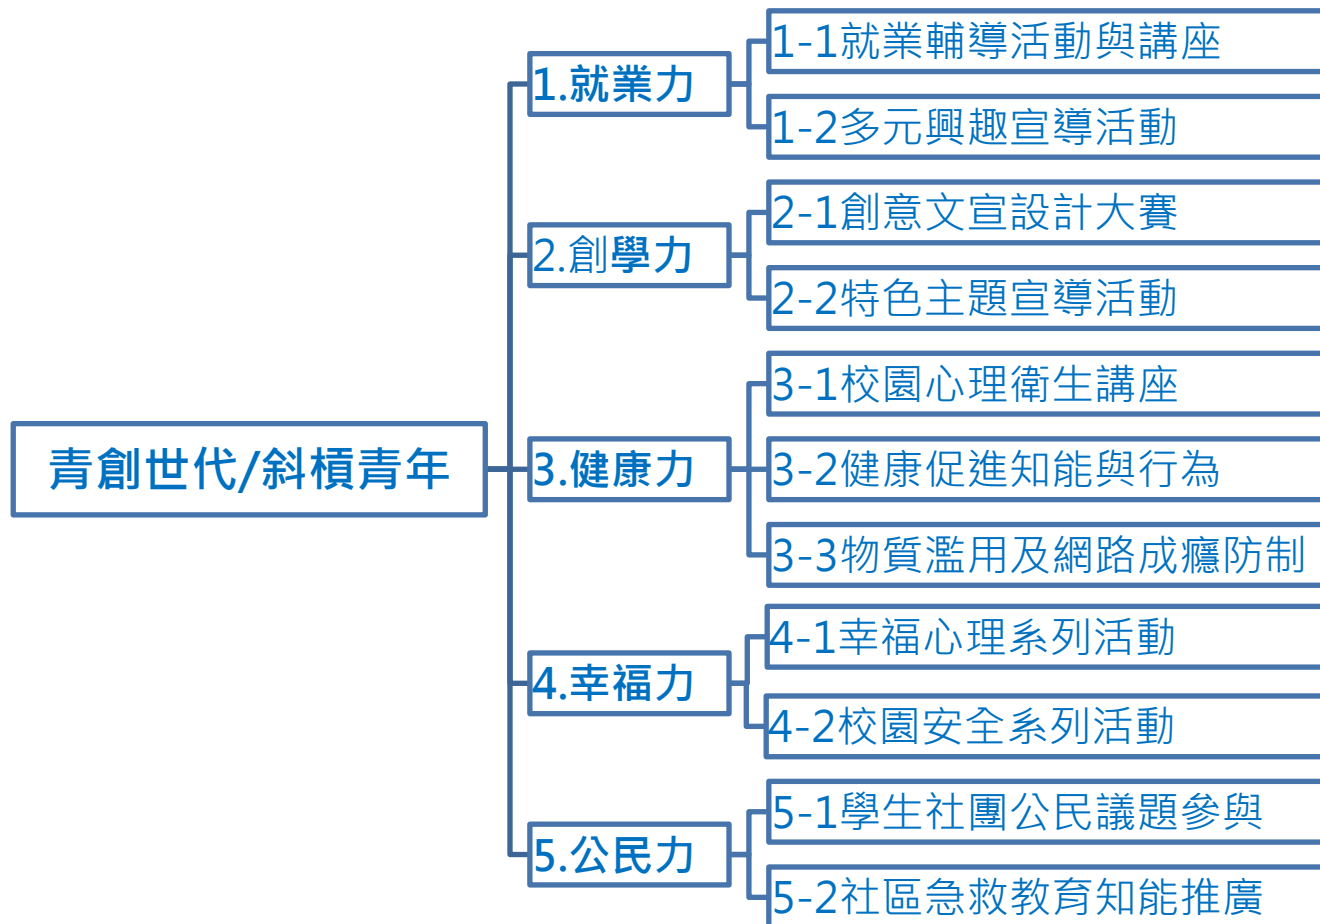 青創世代/斜槓青年
1.就業力
1-1就業輔導活動與講座
1-2多元興趣宣導活動
2.創學力
2-1創意文宣設計大賽
2-2特色主題宣導活動
3.健康力
3-1校園心理衛生講座
3-2健康促進知能與行為
3-3物質濫用及網路成癮防制
4.幸福力
4-1幸福心理系列活動
4-2校園安全系列活動
5.公民力
5-1學生社團公民議題參與
5-2社區急救教育知能推廣